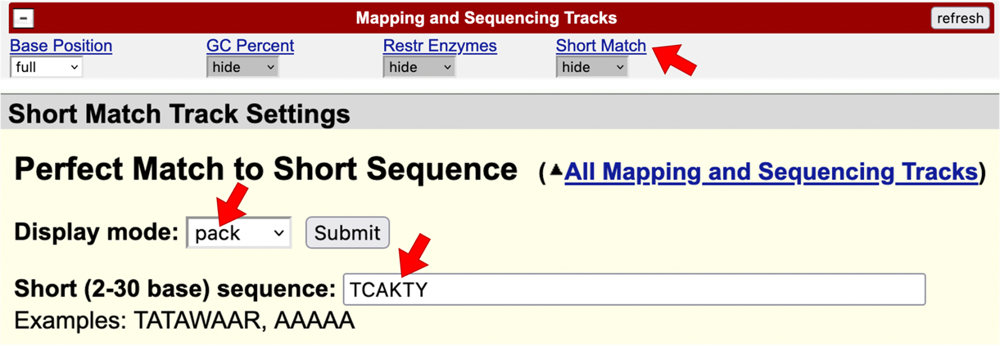 - Mapping and Sequencing Tracks refresh
Base Position GC Percent Restr Enzymes Short Match
full hide hide hide
Short Match Track Settings
Perfect Match to Short Sequence (All Mapping and Sequencing Tracks)
Display mode: pack Submit
Short (2-30 base) sequence: TCAKTY
Examples: TATAWAAR, AAAAA